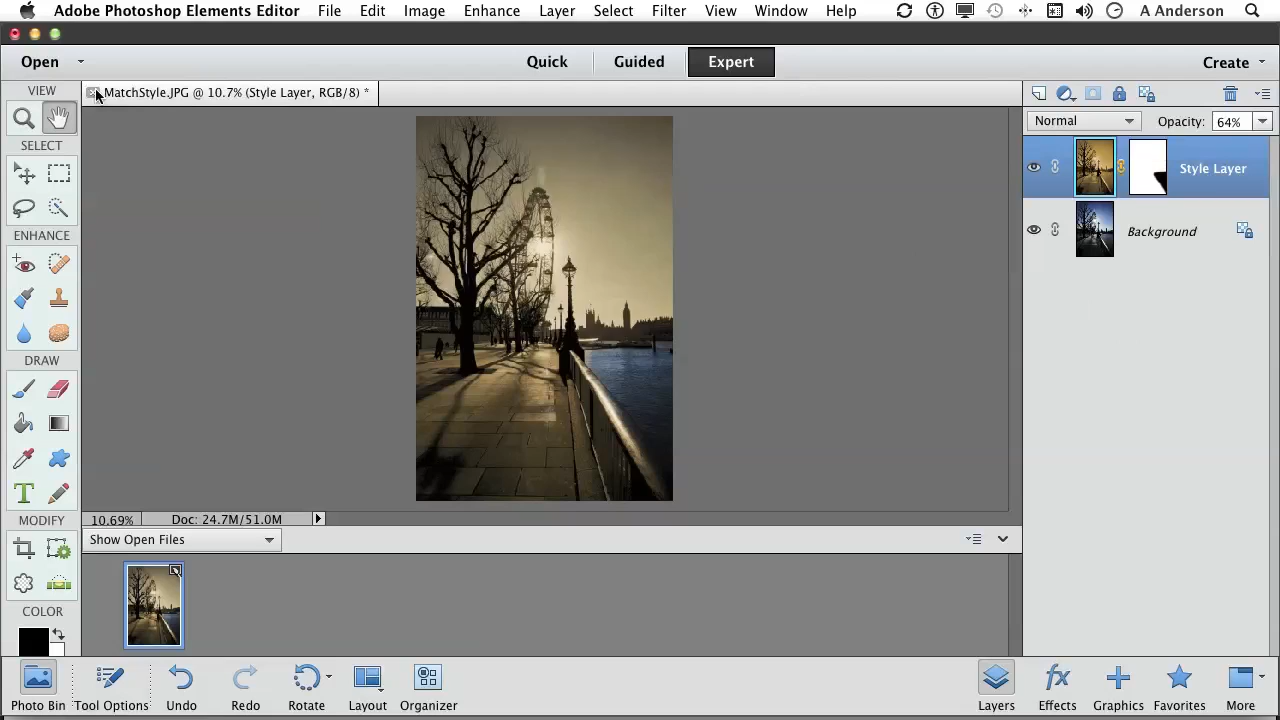 Adobe Photoshop Elements Editor File Edit Image Enhance Layer Select Filter View Window Help A Anderson
Open Quick Guided Expert Create
VIEW
MatchStyle.JPG @ 10.7% (Style Layer, RGB/8) *
Normal Opacity: 64%
SELECT
Style Layer
Background
ENHANCE
DRAW
T
MODIFY
10.69% Doc: 24.7M/51.0M
Show Open Files
COLOR
Photo Bin Tool Options Undo Redo Rotate Layout Organizer
fx
Layers Effects Graphics Favorites More